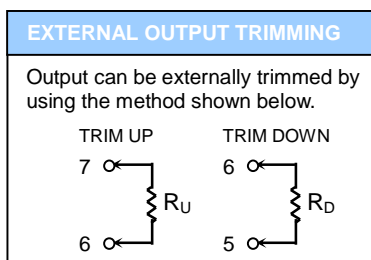 EXTERNAL OUTPUT TRIMMING
Output can be externally trimmed by
using the method shown below.
TRIM UP TRIM DOWN
7 6
RU RD
6 5